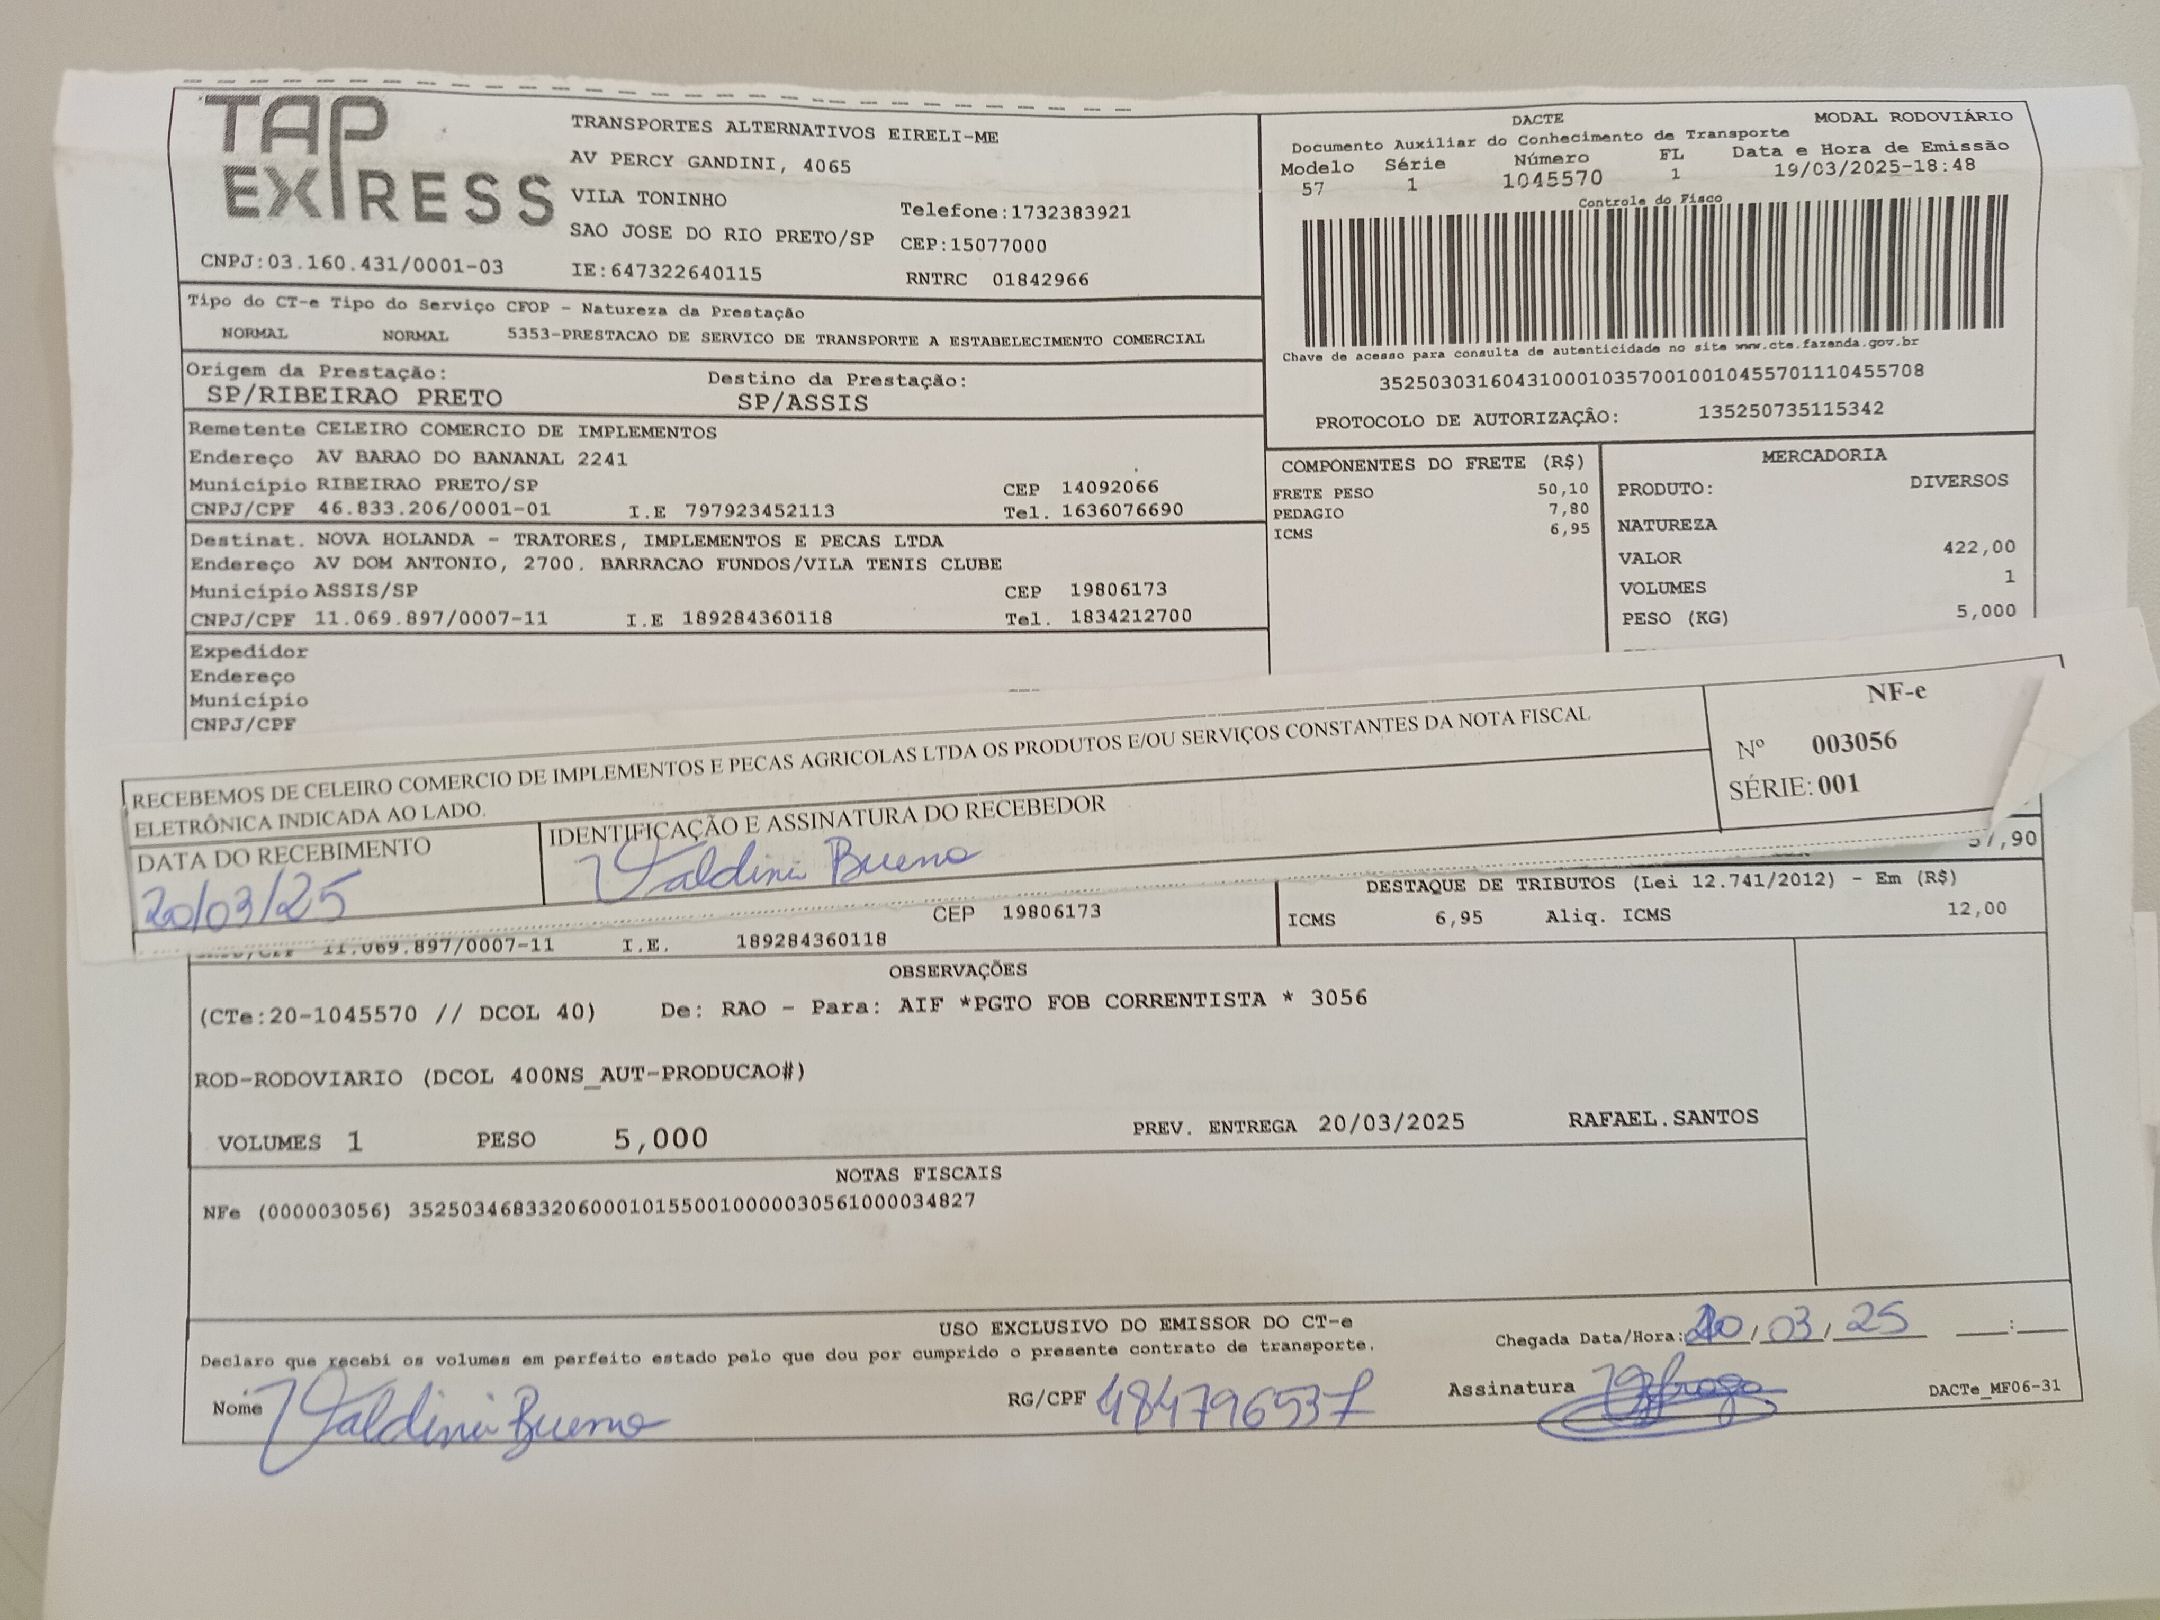 TAP EXPRESS
TRANSPORTES ALTERNATIVOS EIRELI-ME
AV PERCY GANDINI, 4065
VILA TONINHO
Telefone:1732383921
SAO JOSE DO RIO PRETO/SP CEP:15077000
CNPJ:03.160.431/0001-03 IE:647322640115 RNTRC 01842966
DACTE MODAL RODOVIÁRIO
Documento Auxiliar do Conhecimento de Transporte
Modelo Série Número FL Data e Hora de Emissão
57 1 1045570 1 19/03/2025-18:48
Controle do Fisco
Chave de acesso para consulta de autenticidade no site www.cte.fazenda.gov.br
35250303160431000103570010010455701110455708
PROTOCOLO DE AUTORIZAÇÃO: 135250735115342
Tipo do CT-e Tipo do Serviço CFOP - Natureza da Prestação
NORMAL NORMAL 5353-PRESTACAO DE SERVICO DE TRANSPORTE A ESTABELECIMENTO COMERCIAL
Origem da Prestação: Destino da Prestação:
SP/RIBEIRAO PRETO SP/ASSIS
Remetente CELEIRO COMERCIO DE IMPLEMENTOS
Endereço AV BARAO DO BANANAL 2241
Município RIBEIRAO PRETO/SP CEP 14092066
CNPJ/CPF 46.833.206/0001-01 I.E 797923452113 Tel. 1636076690
Destinat. NOVA HOLANDA - TRATORES, IMPLEMENTOS E PECAS LTDA
Endereço AV DOM ANTONIO, 2700. BARRACAO FUNDOS/VILA TENIS CLUBE
Município ASSIS/SP CEP 19806173
CNPJ/CPF 11.069.897/0007-11 I.E 189284360118 Tel. 1834212700
Expedidor
Endereço
Município
CNPJ/CPF
COMPONENTES DO FRETE (R$)
FRETE PESO 50,10
PEDAGIO 7,80
ICMS 6,95
MERCADORIA
PRODUTO: DIVERSOS
NATUREZA
VALOR 422,00
VOLUMES 1
PESO (KG) 5,000
RECEBEMOS DE CELEIRO COMERCIO DE IMPLEMENTOS E PECAS AGRICOLAS LTDA OS PRODUTOS E/OU SERVIÇOS CONSTANTES DA NOTA FISCAL
ELETRÔNICA INDICADA AO LADO.
DATA DO RECEBIMENTO IDENTIFICAÇÃO E ASSINATURA DO RECEBEDOR
20/03/25 Valdinei Bueno
NF-e
Nº 003056
SÉRIE: 001
,90
DESTAQUE DE TRIBUTOS (Lei 12.741/2012) - Em (R$)
CEP 19806173 ICMS 6,95 Aliq. ICMS 12,00
11.069.897/0007-11 I.E. 189284360118
OBSERVAÇÕES
(CTe:20-1045570 // DCOL 40) De: RAO - Para: AIF *PGTO FOB CORRENTISTA * 3056
ROD-RODOVIARIO (DCOL 400NS_AUT-PRODUCAO#)
VOLUMES 1 PESO 5,000 PREV. ENTREGA 20/03/2025 RAFAEL.SANTOS
NOTAS FISCAIS
NFe (000003056) 35250346833206000101550010000030561000034827
USO EXCLUSIVO DO EMISSOR DO CT-e
Declaro que recebi os volumes em perfeito estado pelo que dou por cumprido o presente contrato de transporte.
Chegada Data/Hora: 20/03/25 ___:___
Nome Valdinei Bueno RG/CPF 484796537 Assinatura DACTe_MF06-31